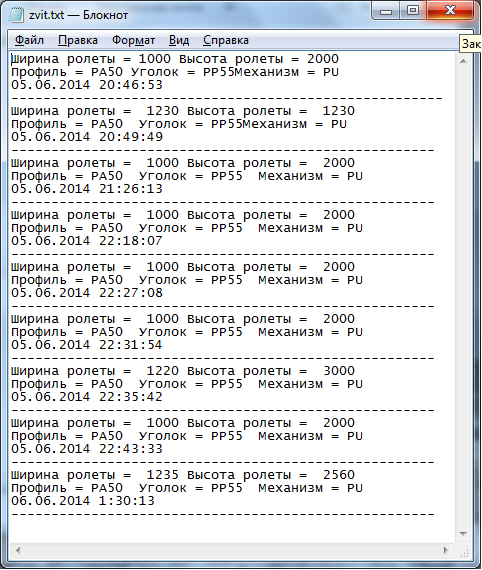 zvit.txt — Блокнот
Файл Правка Формат Вид Справка
Зак
Ширина ролеты = 1000 Высота ролеты = 2000
Профиль = PA50 Уголок = PP55Механизм = PU
05.06.2014 20:46:53
------------------------------------------------------
Ширина ролеты =  1230 Высота ролеты =  1230
Профиль = PA50  Уголок = PP55Механизм = PU
05.06.2014 20:49:49
-----------------------------------------------------
Ширина ролеты =  1000 Высота ролеты =  2000
Профиль = PA50  Уголок = PP55  Механизм = PU
05.06.2014 21:26:13
-----------------------------------------------------
Ширина ролеты =  1000 Высота ролеты =  2000
Профиль = PA50  Уголок = PP55  Механизм = PU
05.06.2014 22:18:07
-----------------------------------------------------
Ширина ролеты =  1000 Высота ролеты =  2000
Профиль = PA50  Уголок = PP55  Механизм = PU
05.06.2014 22:27:08
-----------------------------------------------------
Ширина ролеты =  1000 Высота ролеты =  2000
Профиль = PA50  Уголок = PP55  Механизм = PU
05.06.2014 22:31:54
-----------------------------------------------------
Ширина ролеты =  1220 Высота ролеты =  3000
Профиль = PA50  Уголок = PP55  Механизм = PU
05.06.2014 22:35:42
-----------------------------------------------------
Ширина ролеты =  1000 Высота ролеты =  2000
Профиль = PA50  Уголок = PP55  Механизм = PU
05.06.2014 22:43:33
-----------------------------------------------------
Ширина ролеты =  1235 Высота ролеты =  2560
Профиль = PA50  Уголок = PP55  Механизм = PU
06.06.2014 1:30:13
-----------------------------------------------------